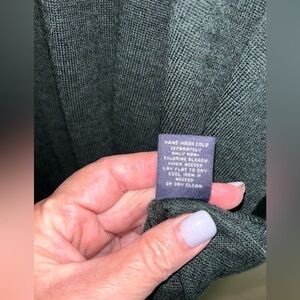 HAND WASH COLD
SEPARATELY
ONLY NON-
CHLORINE BLEACH
WHEN NEEDED
LAY FLAT TO DRY
COOL IRON IF
NEEDED
OR DRY CLEAN